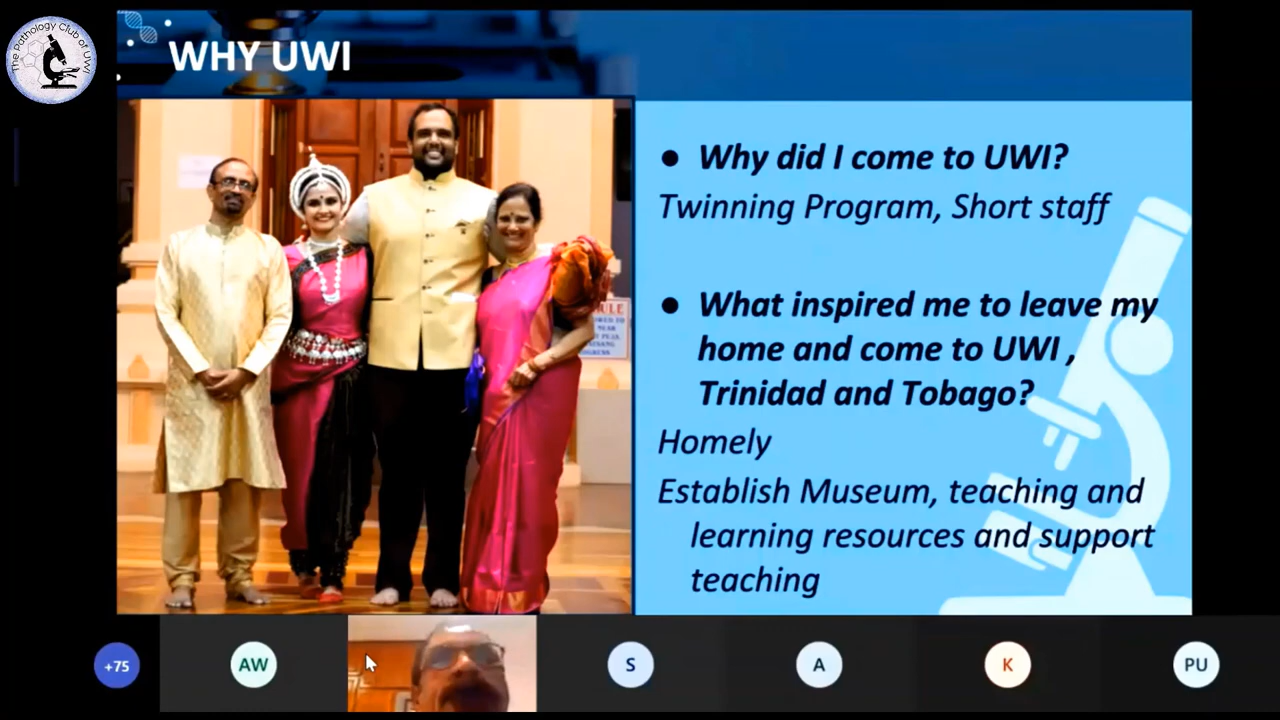 The Pathology Club of UWI
WHY UWI
● Why did I come to UWI?
Twinning Program, Short staff
● What inspired me to leave my
home and come to UWI ,
Trinidad and Tobago?
Homely
Establish Museum, teaching and
learning resources and support
teaching
+75
AW
S
A
K
PU